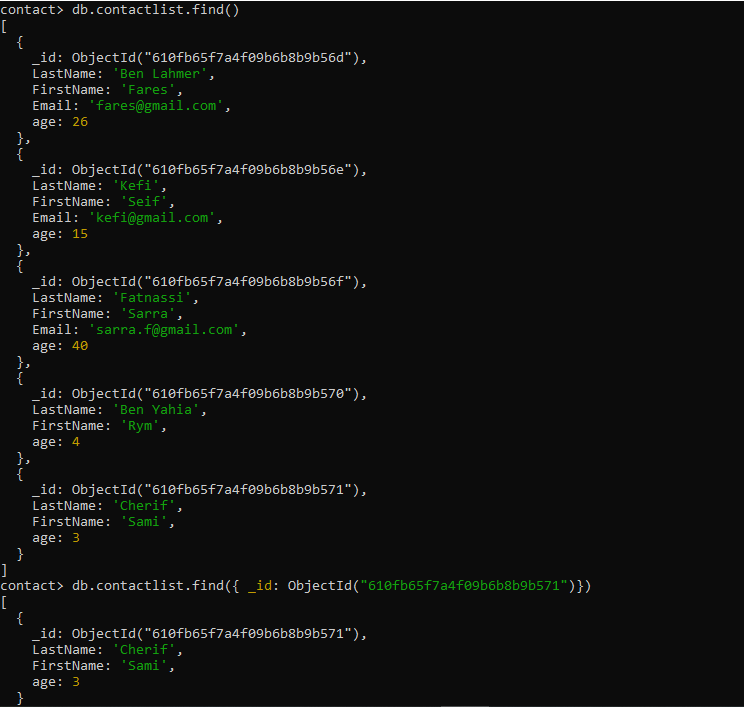 contact> db.contactlist.find()
[
  {
    _id: ObjectId("610fb65f7a4f09b6b8b9b56d"),
    LastName: 'Ben Lahmer',
    FirstName: 'Fares',
    Email: 'fares@gmail.com',
    age: 26
  },
  {
    _id: ObjectId("610fb65f7a4f09b6b8b9b56e"),
    LastName: 'Kefi',
    FirstName: 'Seif',
    Email: 'kefi@gmail.com',
    age: 15
  },
  {
    _id: ObjectId("610fb65f7a4f09b6b8b9b56f"),
    LastName: 'Fatnassi',
    FirstName: 'Sarra',
    Email: 'sarra.f@gmail.com',
    age: 40
  },
  {
    _id: ObjectId("610fb65f7a4f09b6b8b9b570"),
    LastName: 'Ben Yahia',
    FirstName: 'Rym',
    age: 4
  },
  {
    _id: ObjectId("610fb65f7a4f09b6b8b9b571"),
    LastName: 'Cherif',
    FirstName: 'Sami',
    age: 3
  }
]
contact> db.contactlist.find({ _id: ObjectId("610fb65f7a4f09b6b8b9b571")})
[
  {
    _id: ObjectId("610fb65f7a4f09b6b8b9b571"),
    LastName: 'Cherif',
    FirstName: 'Sami',
    age: 3
  }